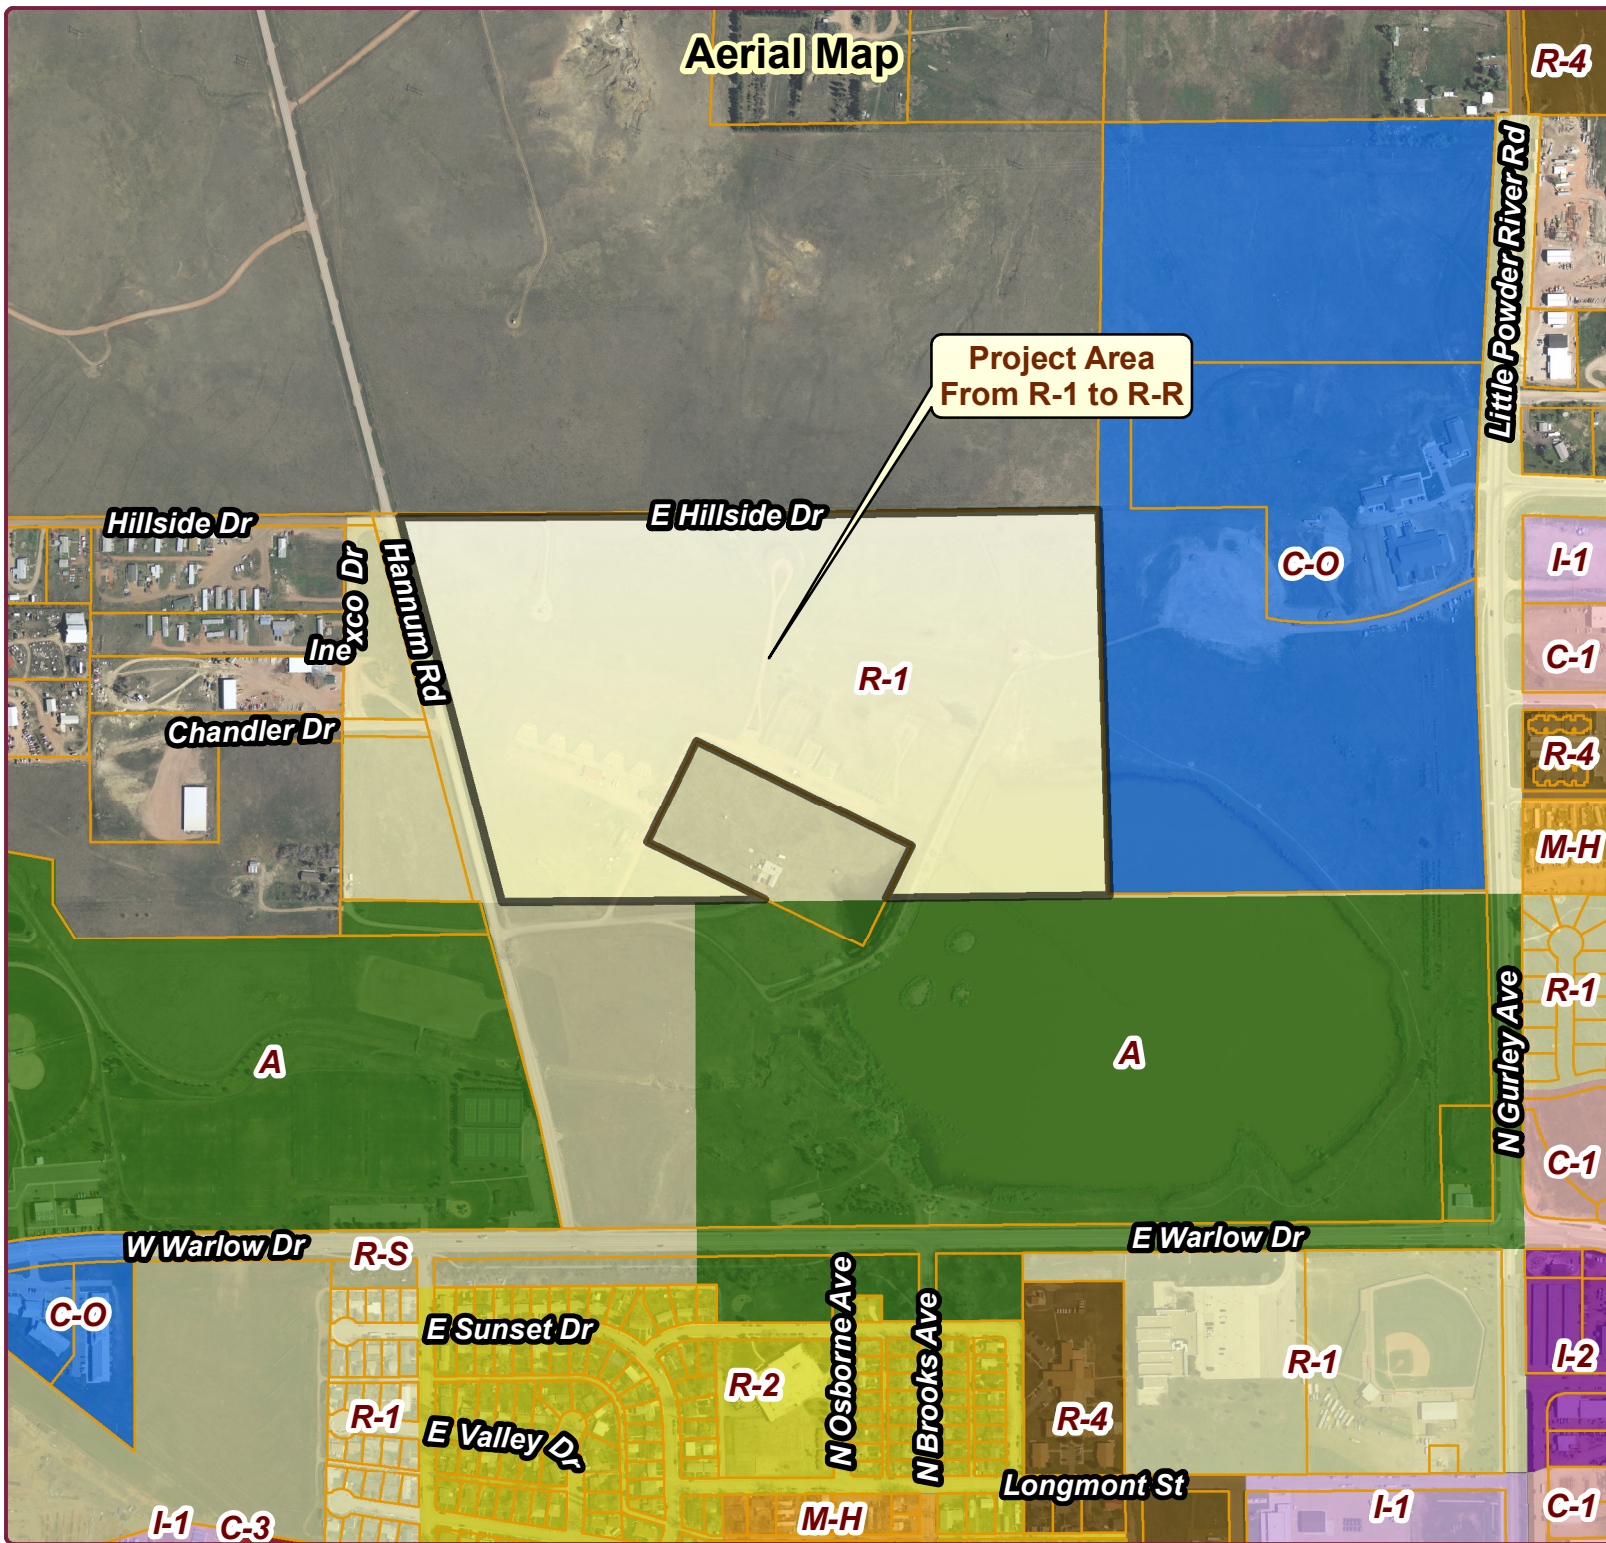 Aerial Map
R-4
Little Powder River Rd
Project Area
From R-1 to R-R
Hillside Dr
E Hillside Dr
Inexco Dr
Hannum Rd
C-O
I-1
C-1
R-1
Chandler Dr
R-4
M-H
A
A
R-1
N Gurley Ave
C-1
W Warlow Dr
R-S
E Warlow Dr
C-O
E Sunset Dr
N Osborne Ave
N Brooks Ave
R-2
R-1
I-2
R-1
E Valley Dr
R-4
Longmont St
I-1
C-3
M-H
I-1
C-1